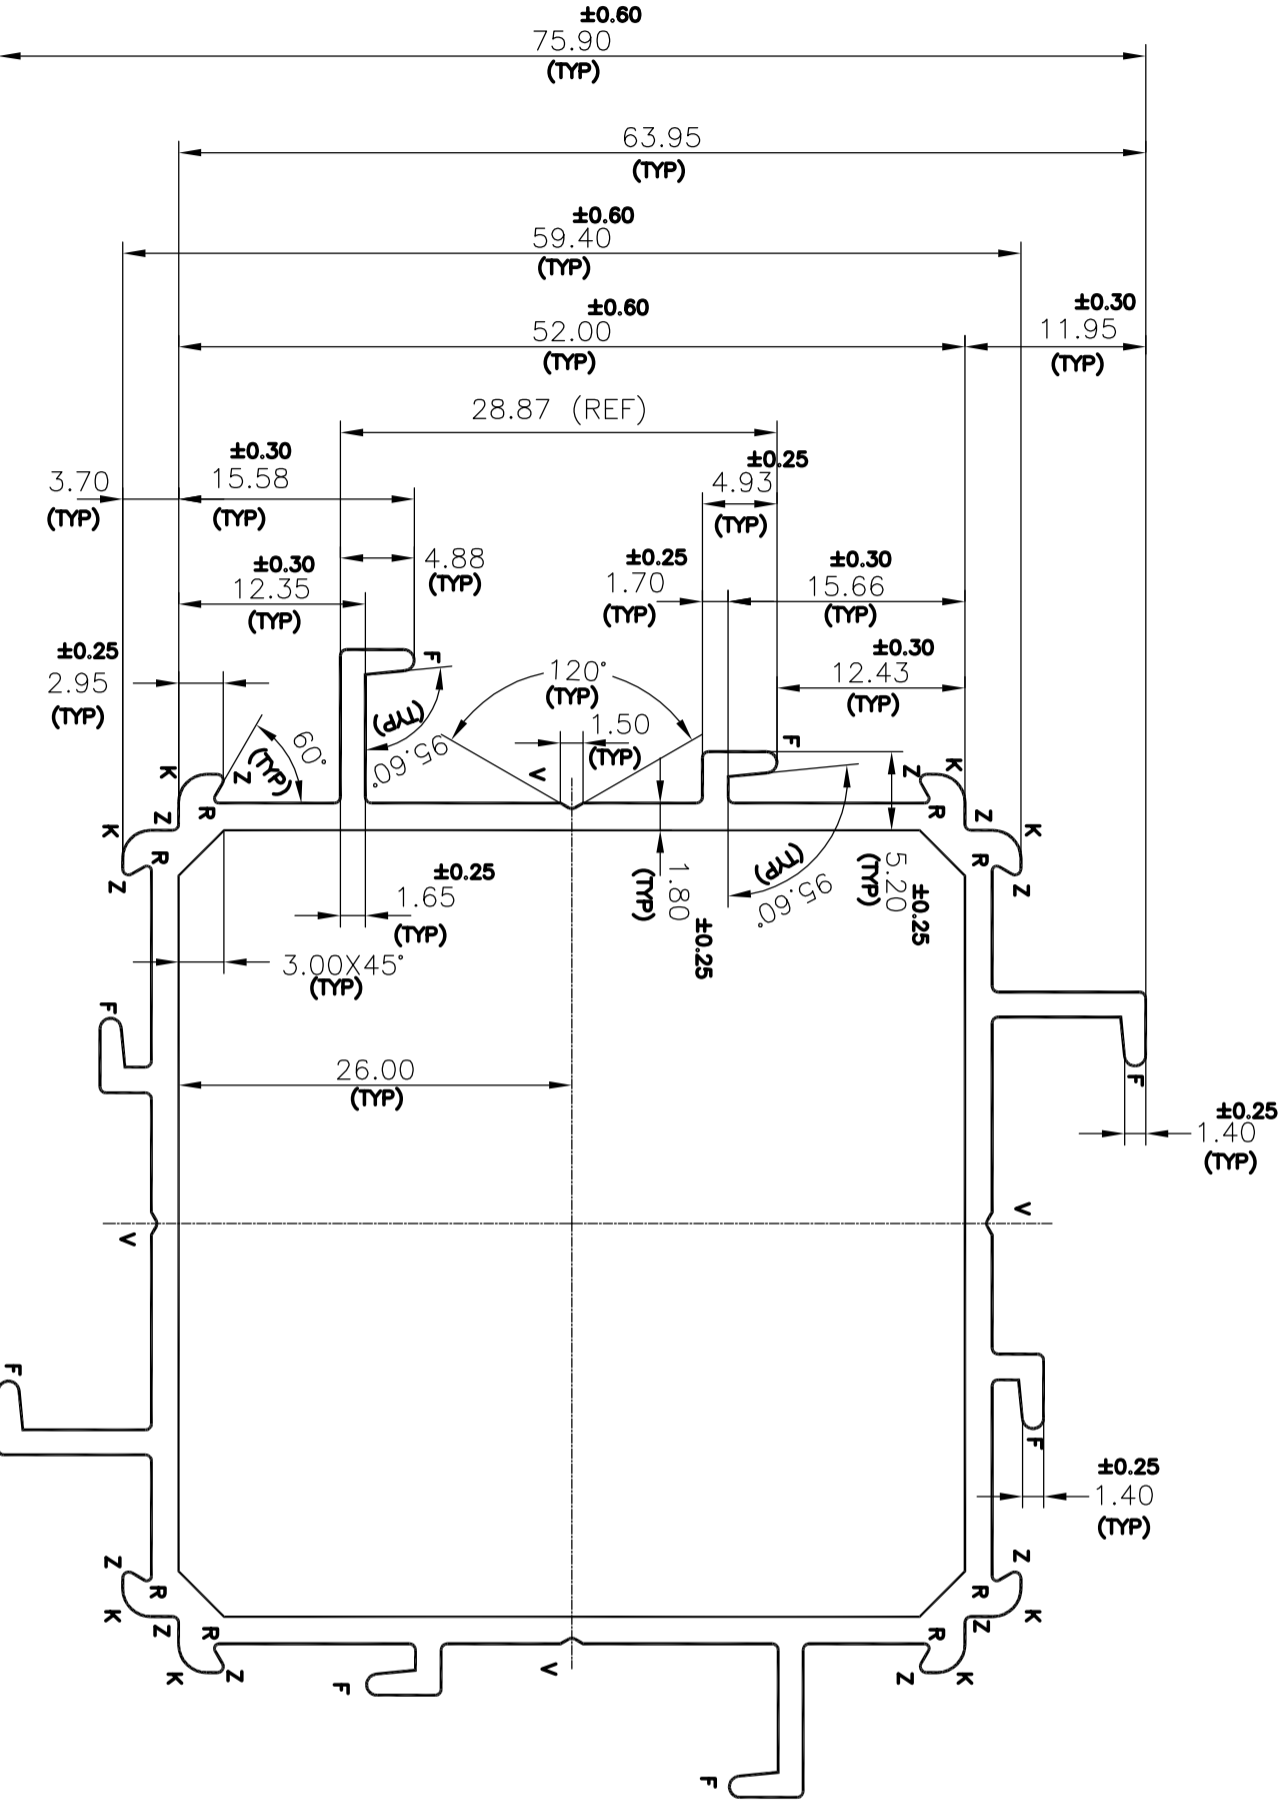 ±0.60
75.90
(TYP)
63.95
(TYP)
±0.60
59.40
(TYP)
±0.60
52.00
(TYP)
±0.30
11.95
(TYP)
28.87 (REF)
±0.30
15.58
(TYP)
3.70
(TYP)
±0.25
4.93
(TYP)
4.88
(TYP)
±0.30
12.35
(TYP)
±0.25
1.70
(TYP)
±0.30
15.66
(TYP)
±0.30
12.43
(TYP)
±0.25
2.95
(TYP)
F
120°
(TYP)
1.50
(TYP)
95.60°
(TYP)
60°
(TYP)
F
V
K
Z
R
Z
K
R
Z
K
Z
R
Z
K
R
Z
±0.25
1.80
(TYP)
95.60°
(TYP)
±0.25
5.20
(TYP)
±0.25
1.65
(TYP)
3.00X45°
(TYP)
F
26.00
(TYP)
F
±0.25
1.40
(TYP)
V
V
F
F
±0.25
1.40
(TYP)
Z
R
K
Z
R
Z
K
Z
R
K
Z
R
Z
K
V
F
F